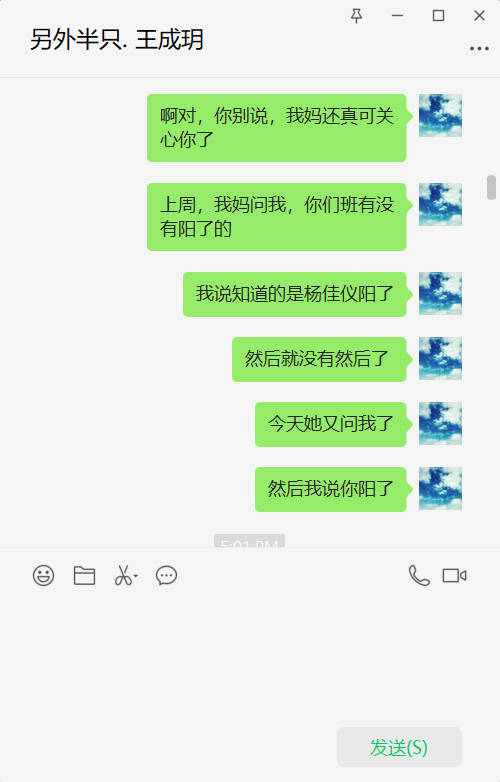 另外半只. 王成玥
啊对，你别说，我妈还真可关
心你了
上周，我妈问我，你们班有没
有阳了的
我说知道的是杨佳仪阳了
然后就没有然后了
今天她又问我了
然后我说你阳了
5:01 PM
发送(S)